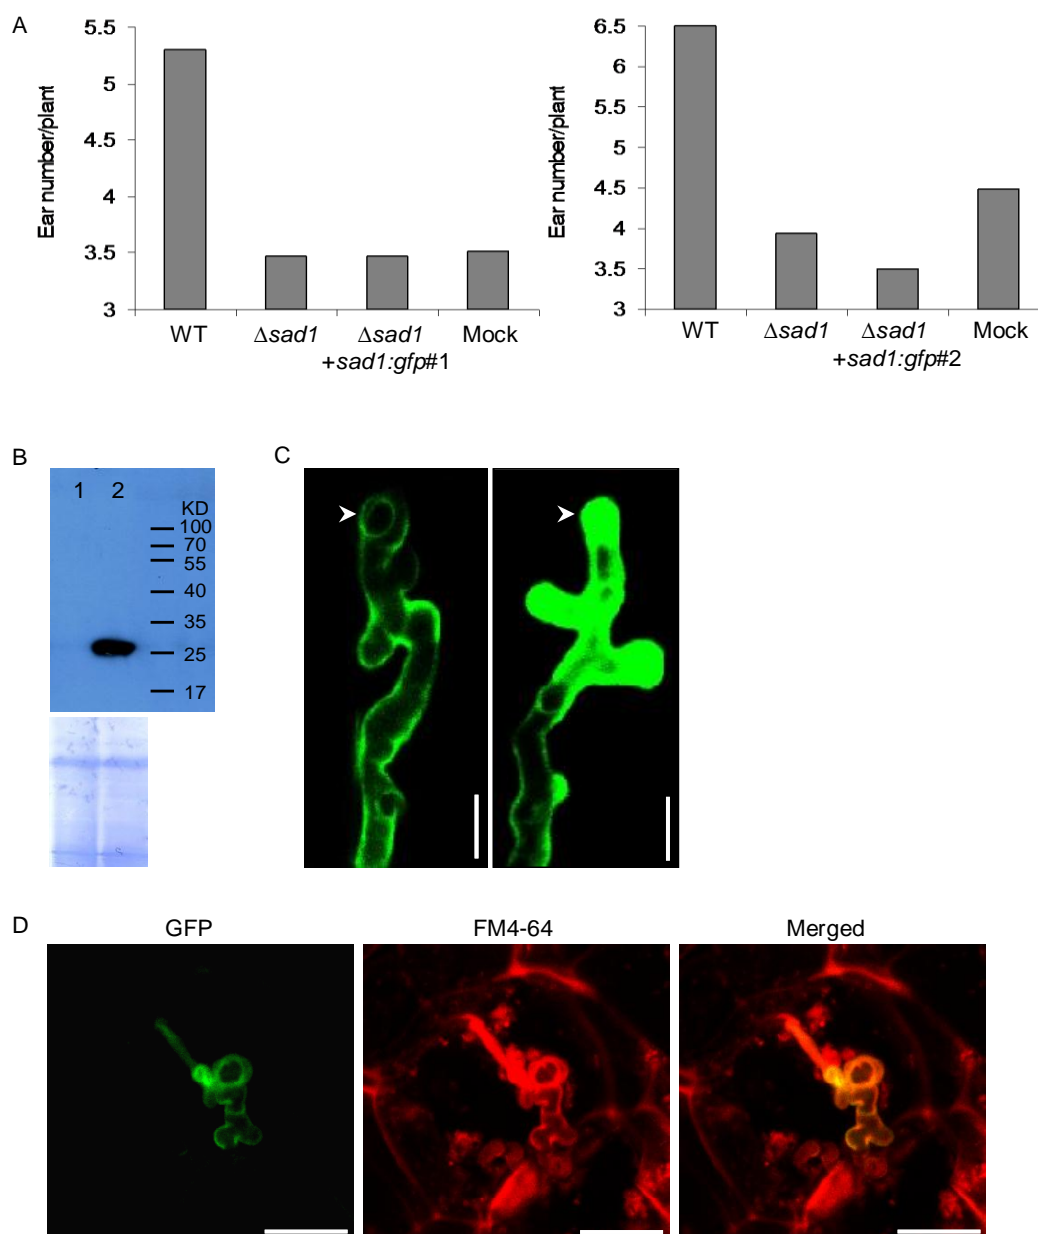 A
Ear number/plant
5.5
5
4.5
4
3.5
3
WT
Δsad1
Δsad1
+sad1:gfp#1
Mock
Ear number/plant
6.5
6
5.5
5
4.5
4
3.5
3
WT
Δsad1
Δsad1
+sad1:gfp#2
Mock
B
1 2
KD
100
70
55
40
35
25
17
C
D
GFP
FM4-64
Merged